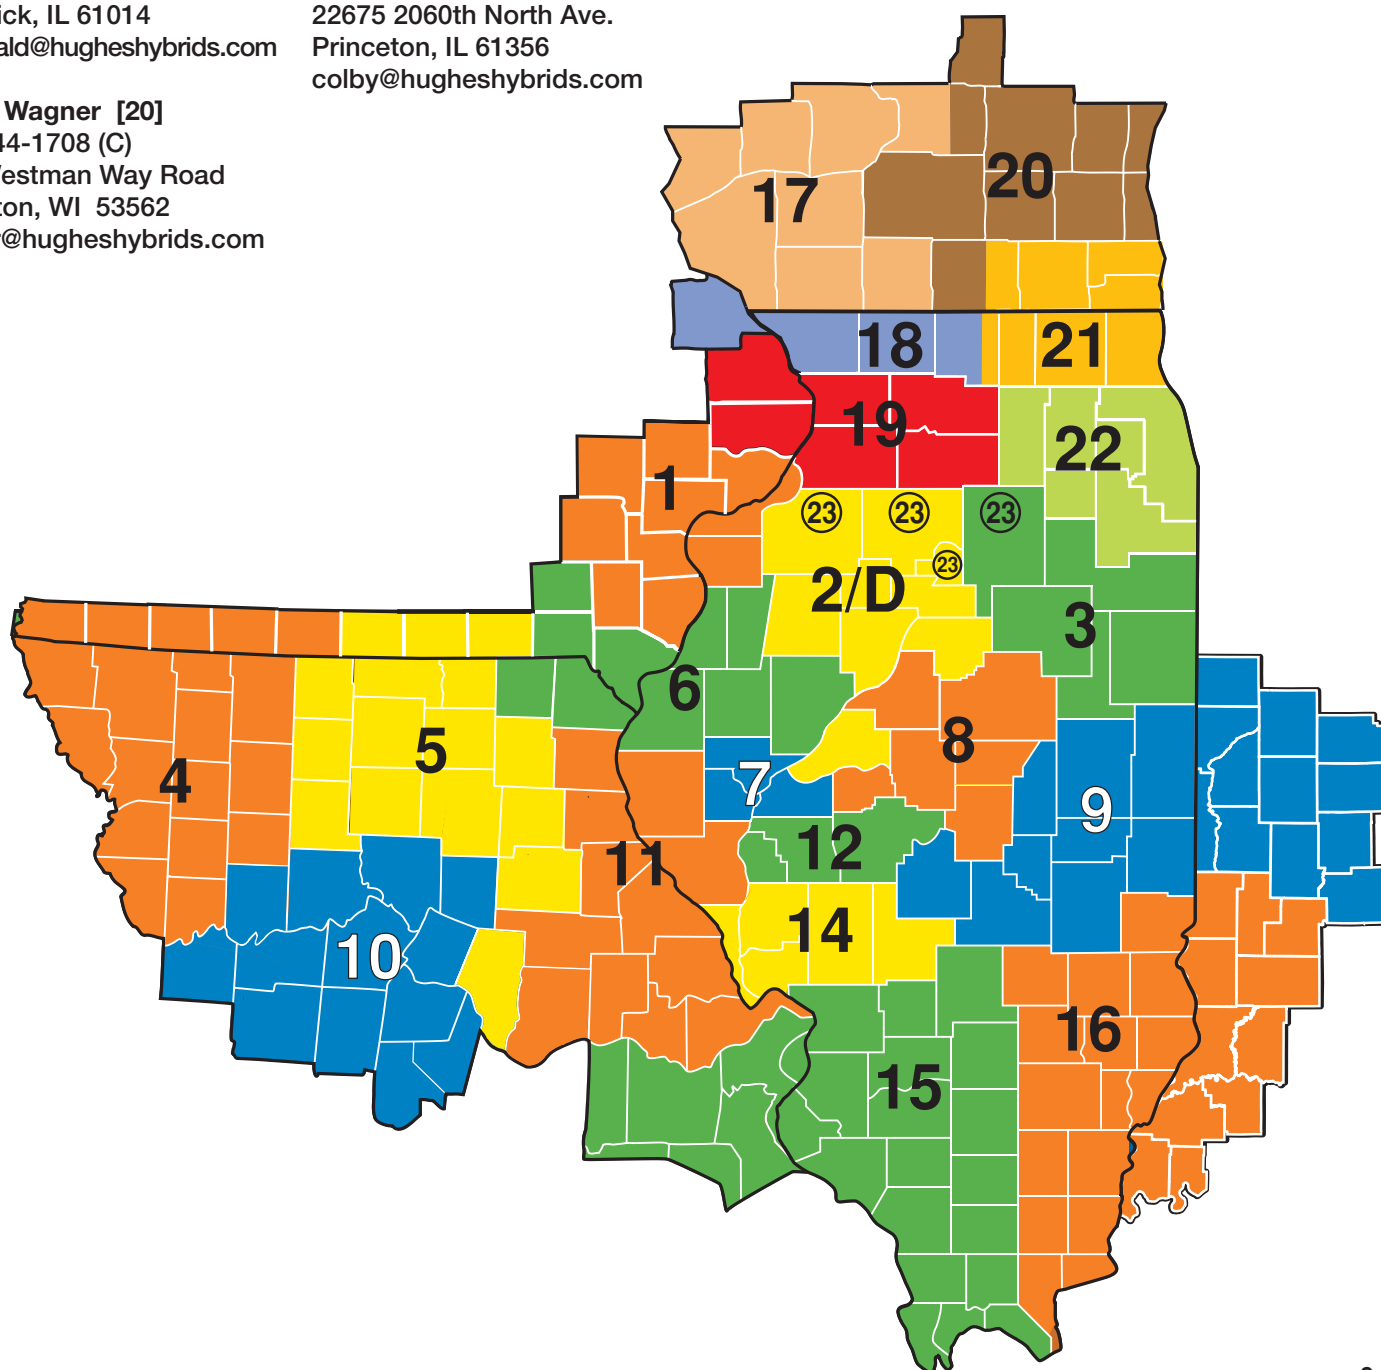 ick, IL 61014
ald@hugheshybrids.com
Wagner [20]
44-1708 (C)
Westman Way Road
ton, WI 53562
r@hugheshybrids.com
22675 2060th North Ave.
Princeton, IL 61356
colby@hugheshybrids.com
17
20
18
21
19
22
1
23
23
23
23
2/D
3
6
5
4
8
7
9
12
11
14
10
16
15